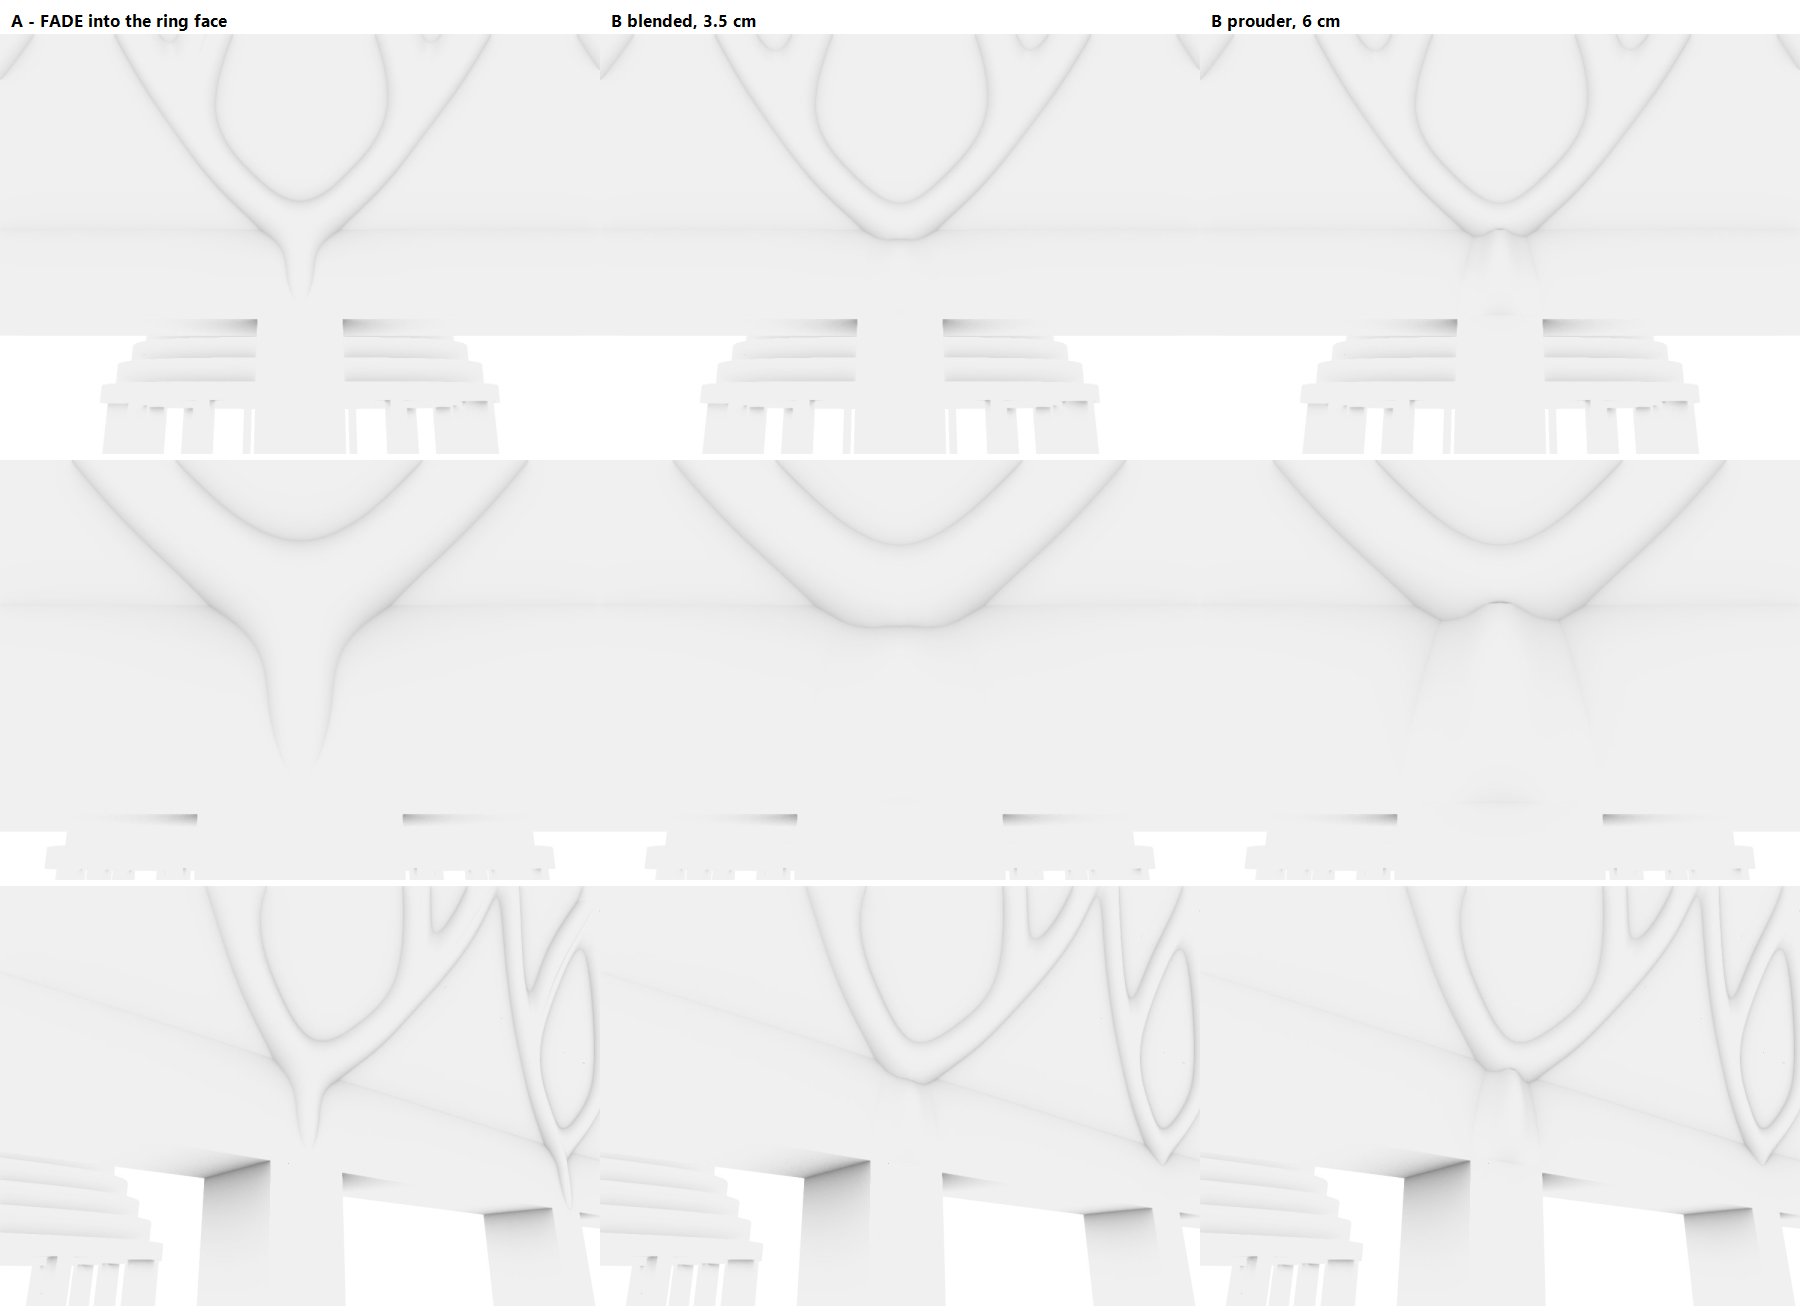 A - FADE into the ring face
B blended, 3.5 cm
B prouder, 6 cm